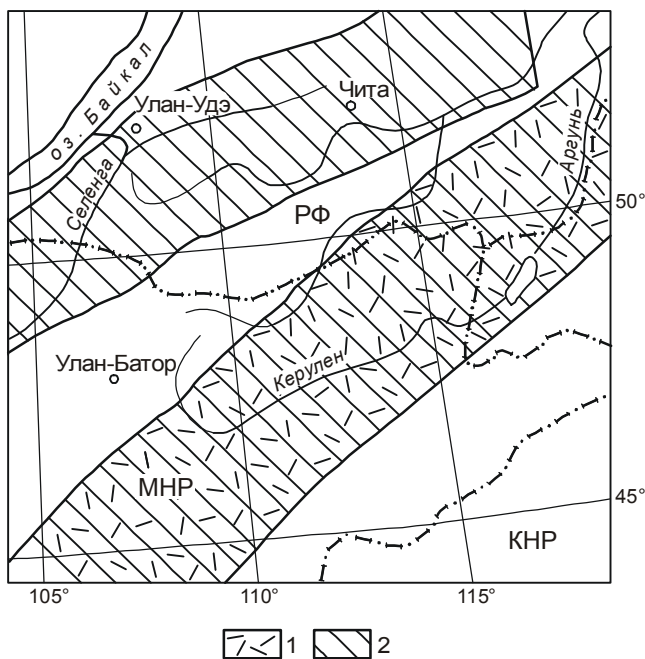 оз. Байкал
Улан-Удэ
Чита
Селенга
Аргунь
РФ
50°
Улан-Батор
Керулен
МНР
45°
КНР
105°
110°
115°
1
2